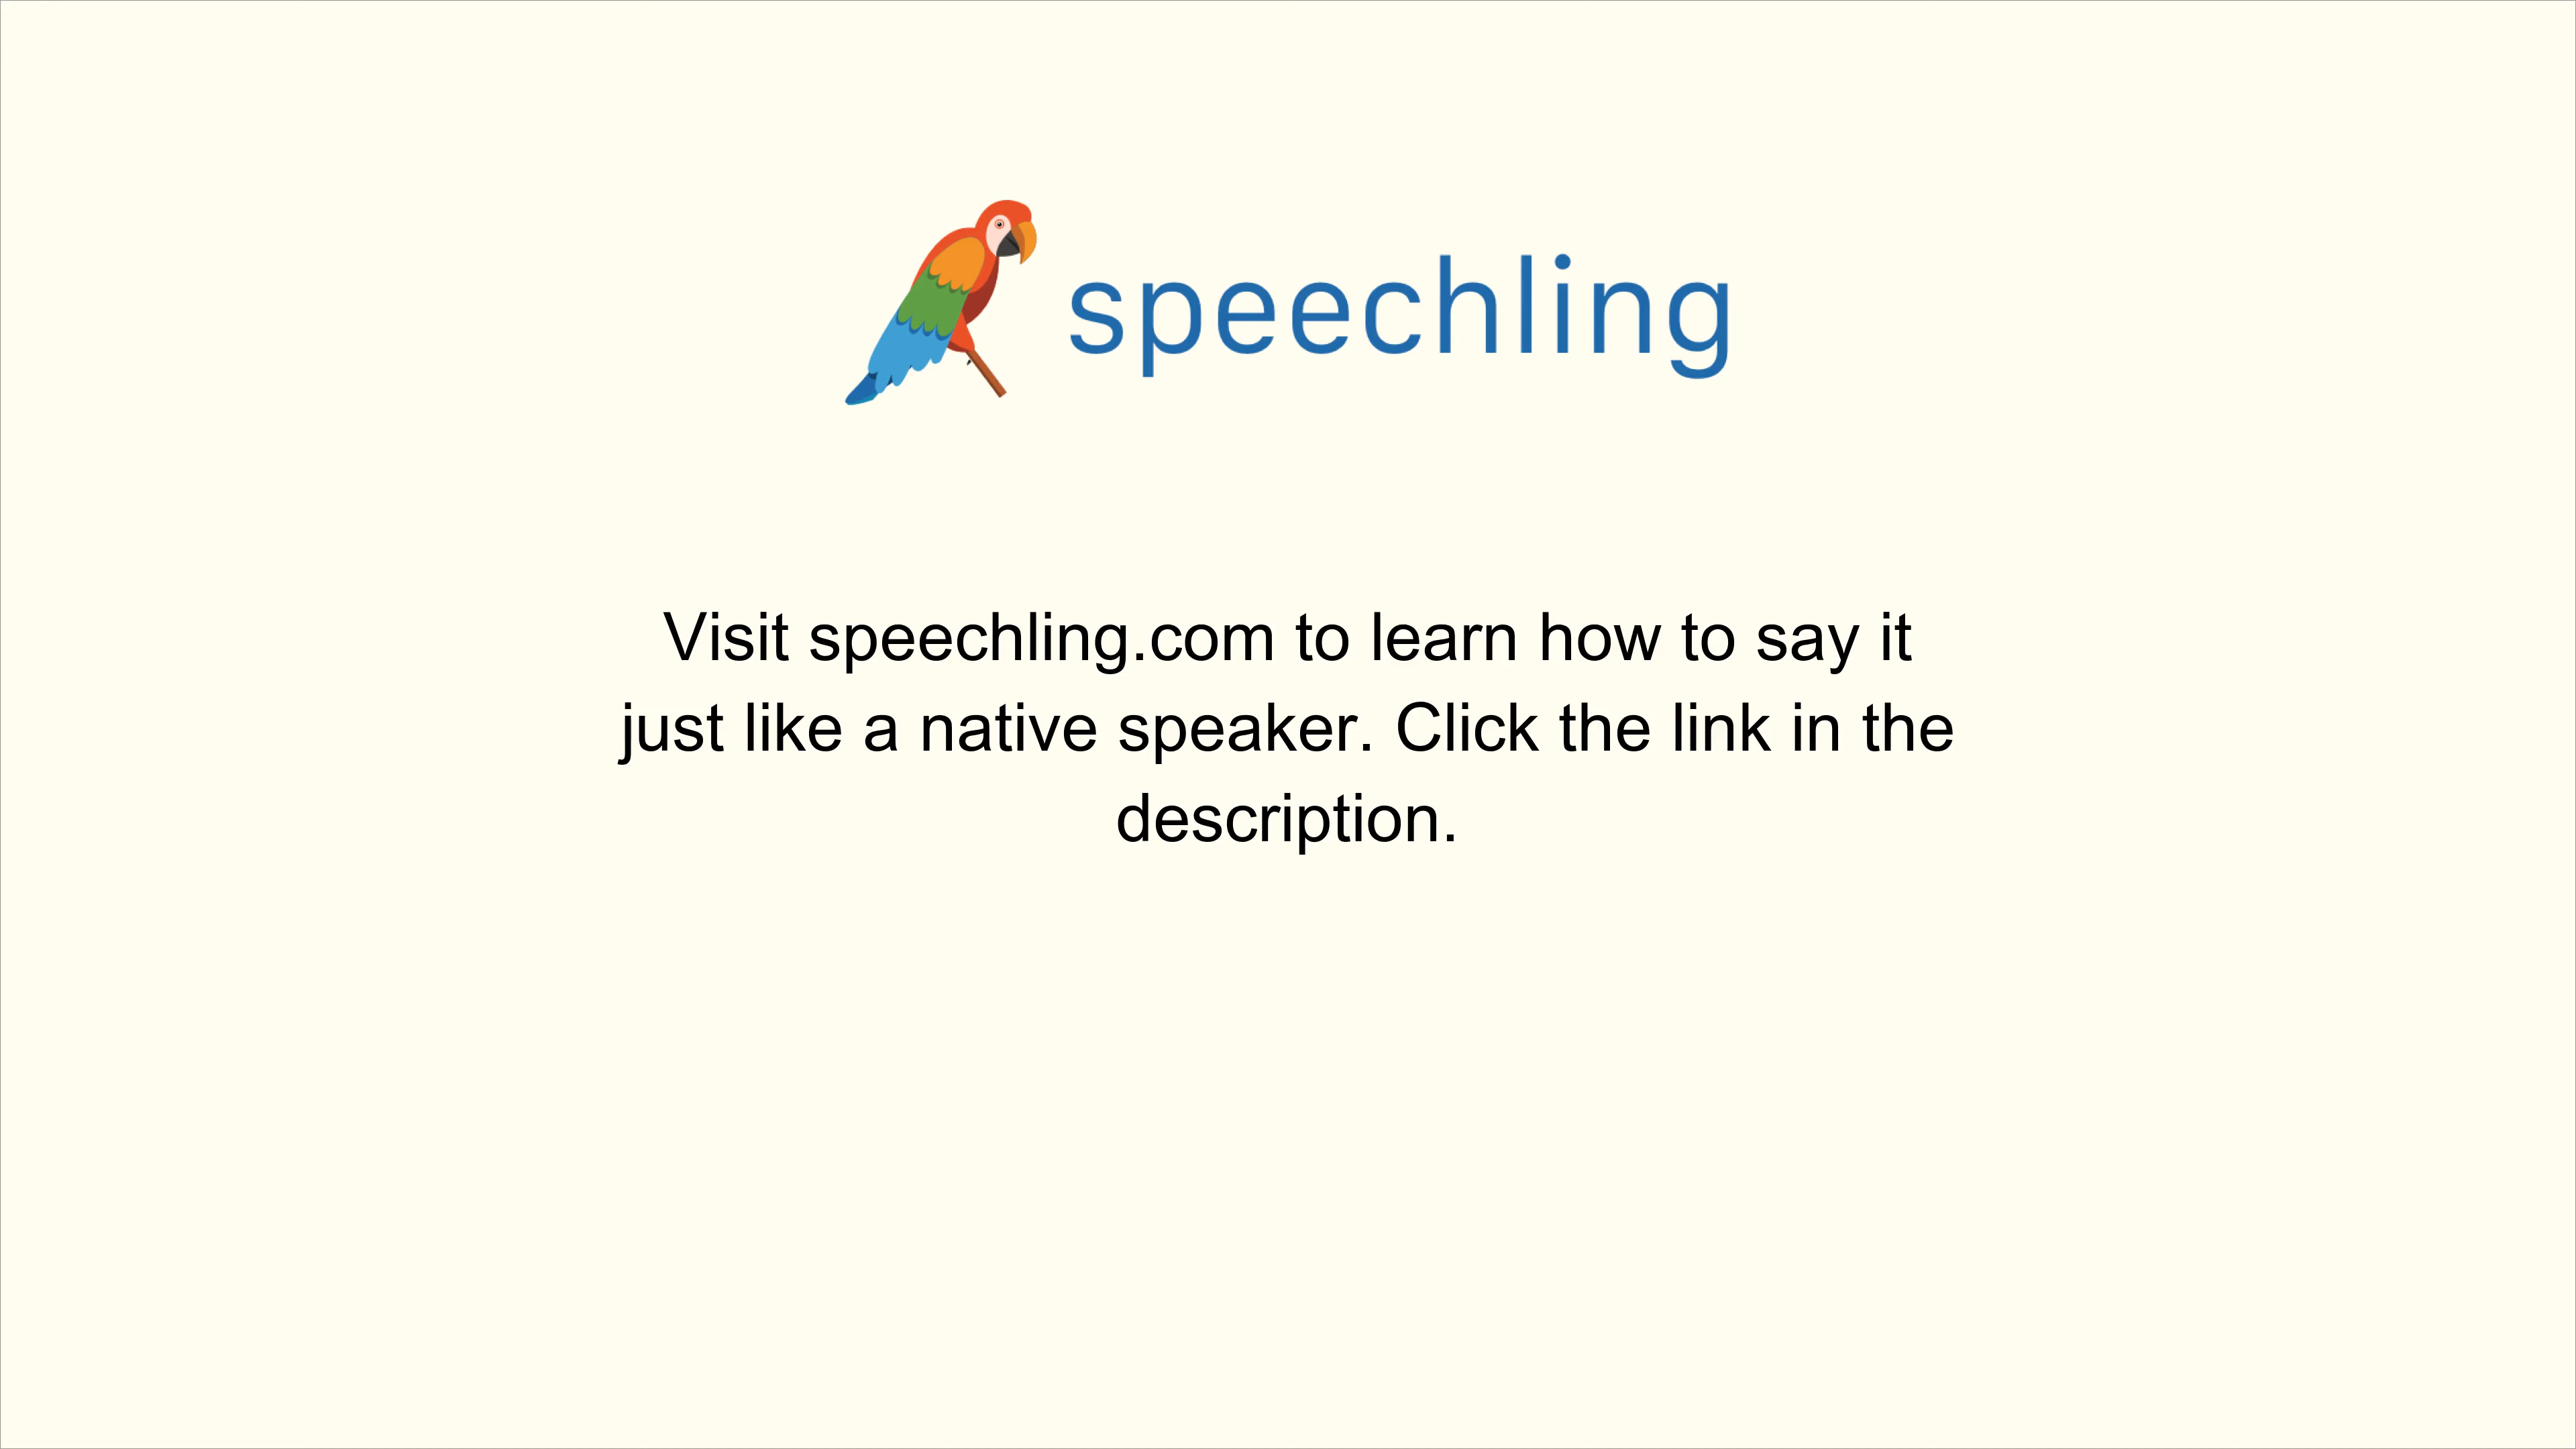 speechling
Visit speechling.com to learn how to say it
just like a native speaker. Click the link in the
description.